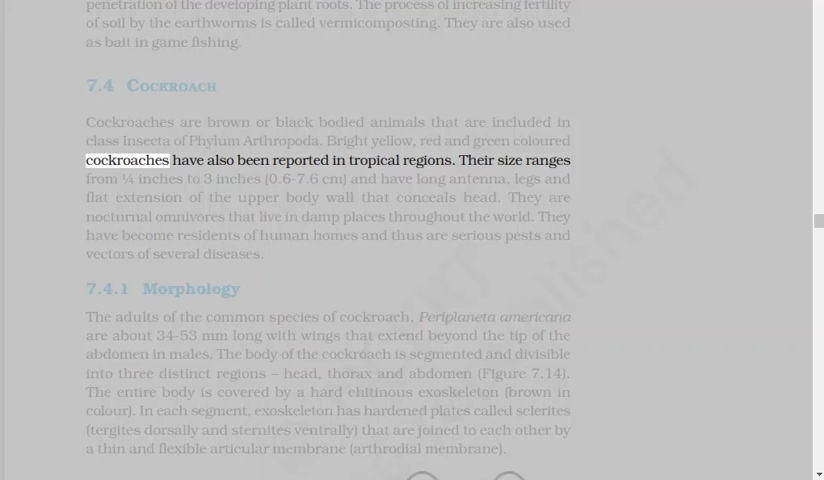 penetration of the developing plant roots. The process of increasing fertility
of soil by the earthworms is called vermicomposting. They are also used
as bait in game fishing.
7.4 COCKROACH
Cockroaches are brown or black bodied animals that are included in
class Insecta of Phylum Arthropoda. Bright yellow, red and green coloured
cockroaches have also been reported in tropical regions. Their size ranges
from ¼ inches to 3 inches (0.6-7.6 cm) and have long antenna, legs and
flat extension of the upper body wall that conceals head. They are
nocturnal omnivores that live in damp places throughout the world. They
have become residents of human homes and thus are serious pests and
vectors of several diseases.
7.4.1 Morphology
The adults of the common species of cockroach, Periplaneta americana
are about 34-53 mm long with wings that extend beyond the tip of the
abdomen in males. The body of the cockroach is segmented and divisible
into three distinct regions – head, thorax and abdomen (Figure 7.14).
The entire body is covered by a hard chitinous exoskeleton (brown in
colour). In each segment, exoskeleton has hardened plates called sclerites
(tergites dorsally and sternites ventrally) that are joined to each other by
a thin and flexible articular membrane (arthrodial membrane).